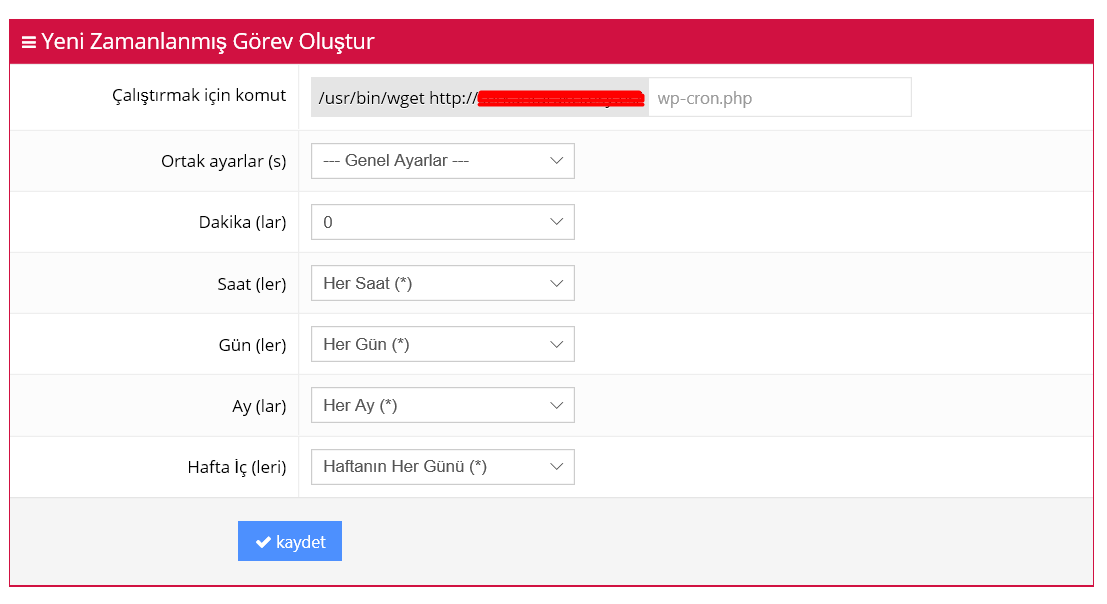 Yeni Zamanlanmış Görev Oluştur
Çalıştırmak için komut
/usr/bin/wget http:// wp-cron.php
Ortak ayarlar (s)
--- Genel Ayarlar ---
Dakika (lar)
0
Saat (ler)
Her Saat (*)
Gün (ler)
Her Gün (*)
Ay (lar)
Her Ay (*)
Hafta İç (leri)
Haftanın Her Günü (*)
kaydet